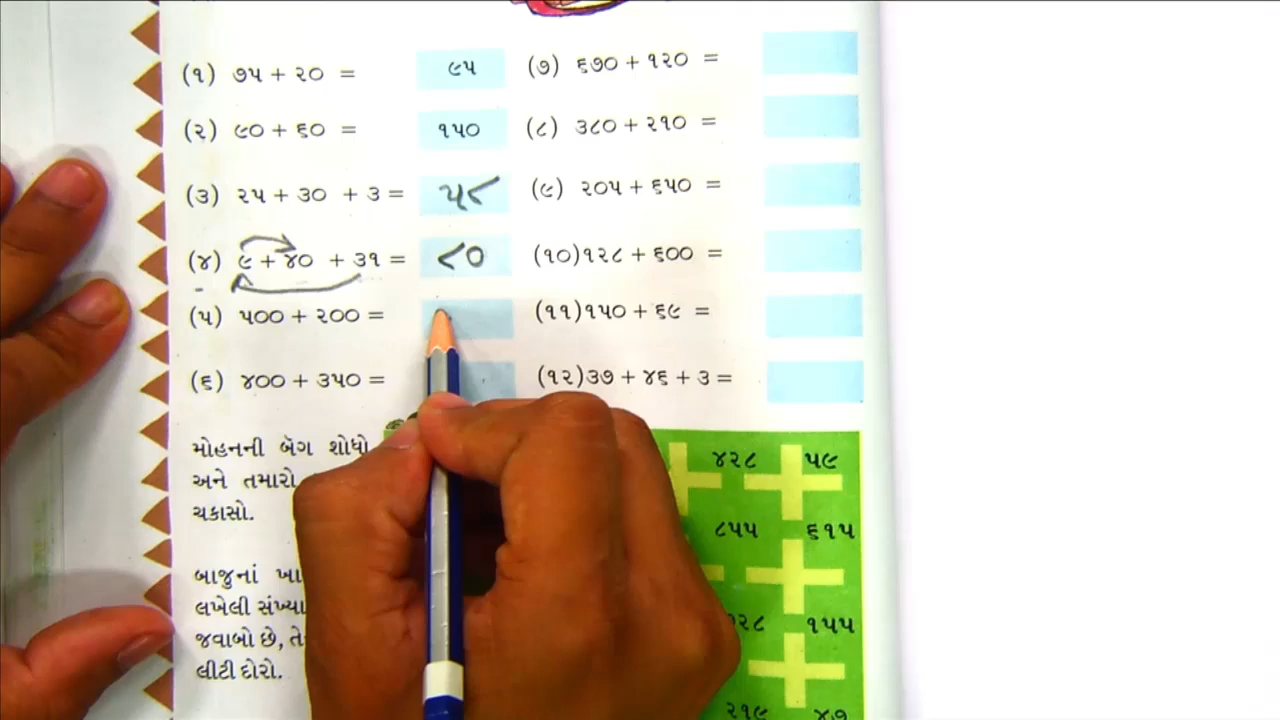 (૧) ૭૫ + ૨૦ = ૯૫
(૨) ૯૦ + ૬૦ = ૧૫૦
(૩) ૨૫ + ૩૦ + ૩ = ૫૮
(૪) ૯ + ૪૦ + ૩૧ = ૮૦
(૫) ૫૦૦ + ૨૦૦ =
(૬) ૪૦૦ + ૩૫૦ =
(૭) ૬૭૦ + ૧૨૦ =
(૮) ૩૮૦ + ૨૧૦ =
(૯) ૨૦૫ + ૬૫૦ =
(૧૦) ૧૨૮ + ૬૦૦ =
(૧૧) ૧૫૦ + ૬૯ =
(૧૨) ૩૭ + ૪૬ + ૩ =
મોહનની બૅગ શોધો
અને તમારો
ચકાસો.
બાજુનાં
લખેલી સંખ્યા
જવાબો છે,
લીટી દોરો.
૪૨૮ ૫૯
૮૫૫ ૬૧૫
૧૫૫
૨૧૯ ૪૭